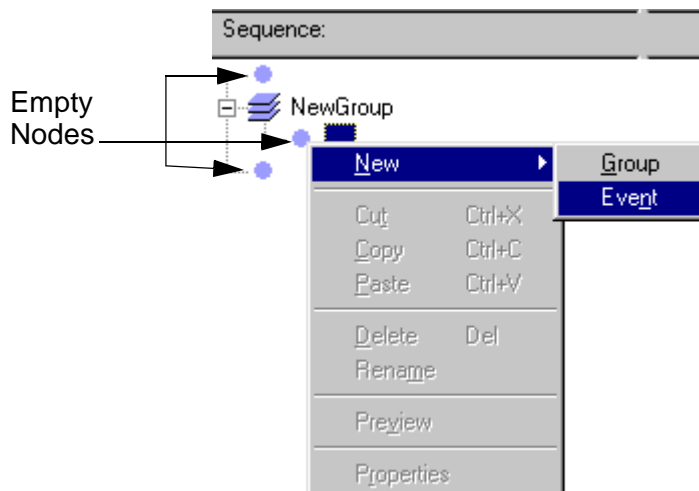 Sequence:
Empty
Nodes
NewGroup
New
Group
Event
Cut Ctrl+X
Copy Ctrl+C
Paste Ctrl+V
Delete Del
Rename
Preview
Properties